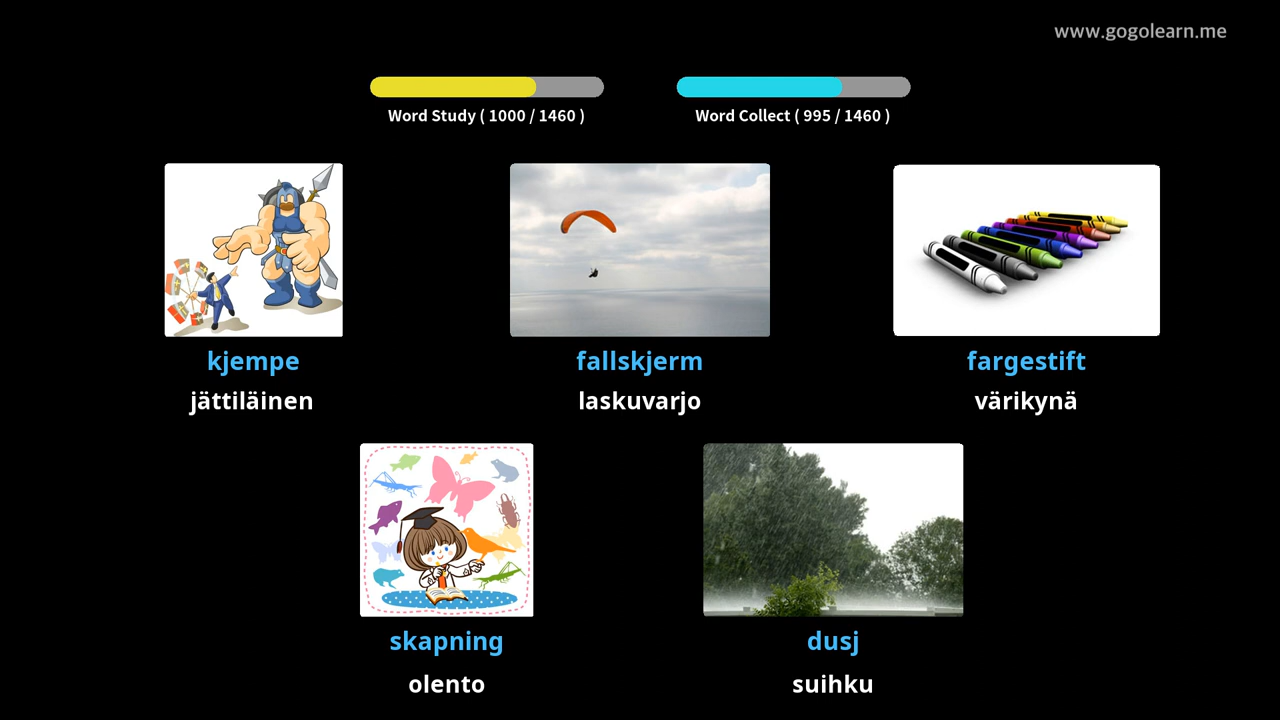 www.gogolearn.me
Word Study ( 1000 / 1460 )
Word Collect ( 995 / 1460 )
kjempe
jättiläinen
fallskjerm
laskuvarjo
fargestift
värikynä
skapning
olento
dusj
suihku